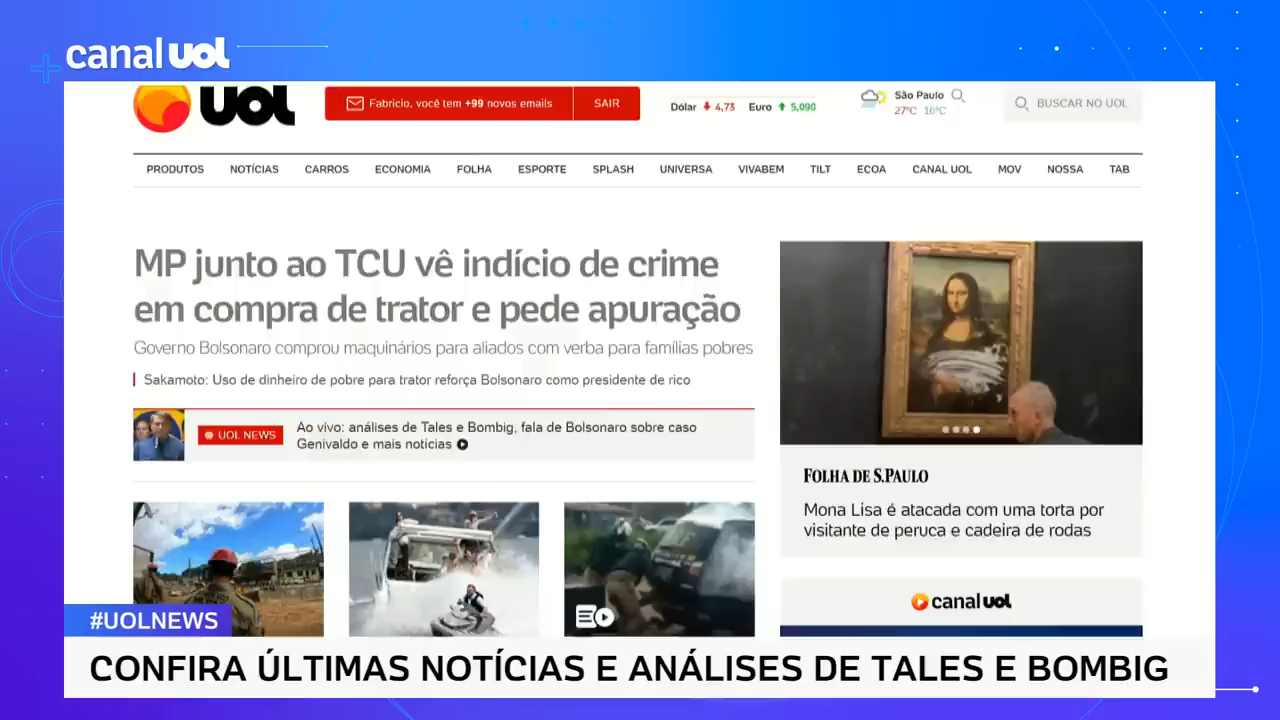 canal UOL
UOL
Fabricio, você tem +99 novos emails
SAIR
Dólar 4,73 Euro 5,090
São Paulo
27°C 16°C
BUSCAR NO UOL
PRODUTOS NOTÍCIAS CARROS ECONOMIA FOLHA ESPORTE SPLASH UNIVERSA VIVABEM TILT ECOA CANAL UOL MOV NOSSA TAB
MP junto ao TCU vê indício de crime
em compra de trator e pede apuração
Governo Bolsonaro comprou maquinários para aliados com verba para famílias pobres
Sakamoto: Uso de dinheiro de pobre para trator reforça Bolsonaro como presidente de rico
UOL NEWS
Ao vivo: análises de Tales e Bombig, fala de Bolsonaro sobre caso
Genivaldo e mais notícias
FOLHA DE S.PAULO
Mona Lisa é atacada com uma torta por
visitante de peruca e cadeira de rodas
canal UOL
#UOLNEWS
CONFIRA ÚLTIMAS NOTÍCIAS E ANÁLISES DE TALES E BOMBIG